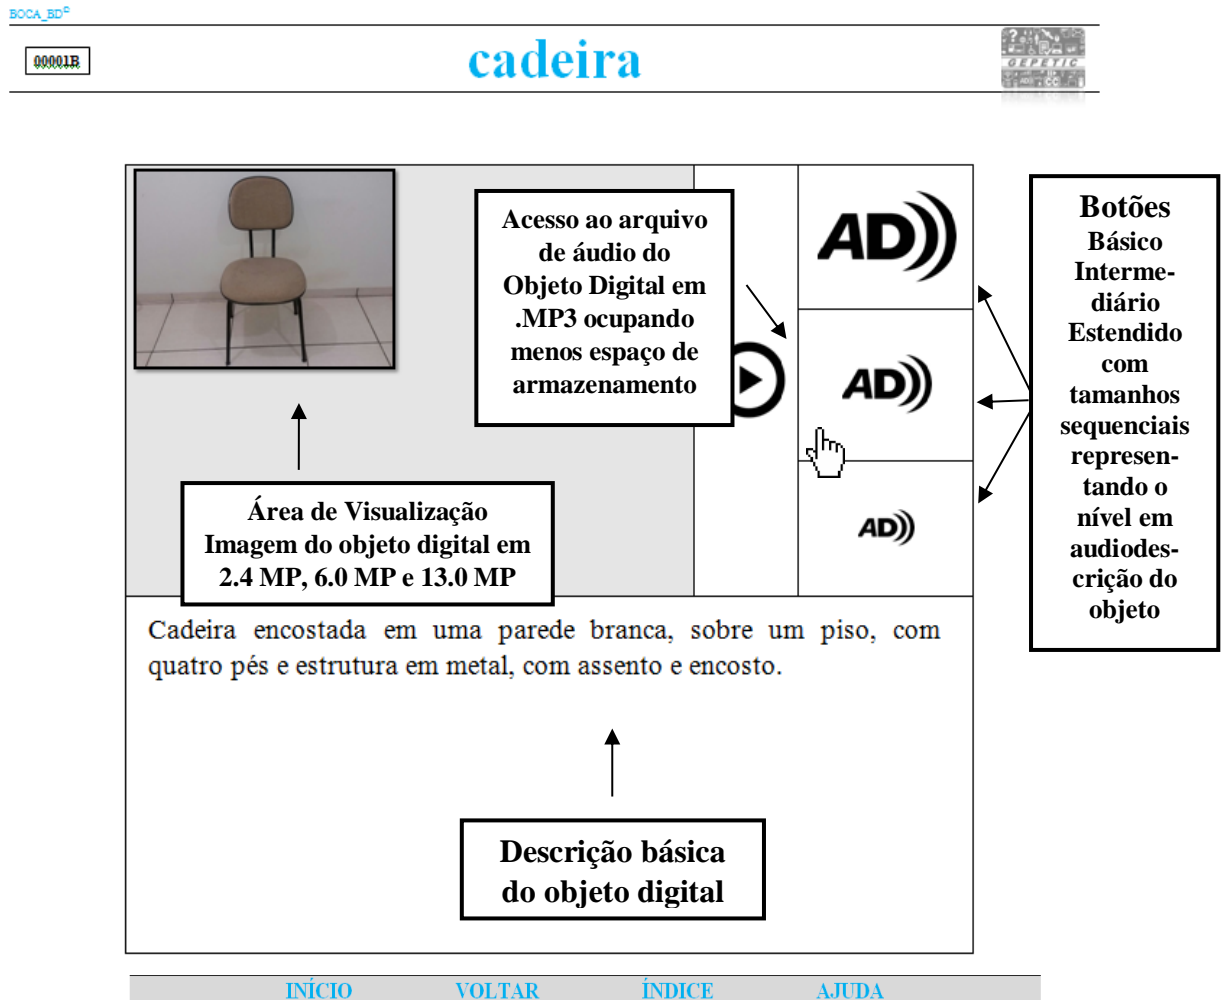 BOCA_BD©
00001B
cadeira
GEPETIC
Acesso ao arquivo
de áudio do
Objeto Digital em
.MP3 ocupando
menos espaço de
armazenamento
AD)))
AD)))
AD)))
Botões
Básico
Interme-
diário
Estendido
com
tamanhos
sequenciais
represen-
tando o
nível em
audiodes-
crição do
objeto
Área de Visualização
Imagem do objeto digital em
2.4 MP, 6.0 MP e 13.0 MP
Cadeira encostada em uma parede branca, sobre um piso, com
quatro pés e estrutura em metal, com assento e encosto.
Descrição básica
do objeto digital
INÍCIO VOLTAR ÍNDICE AJUDA